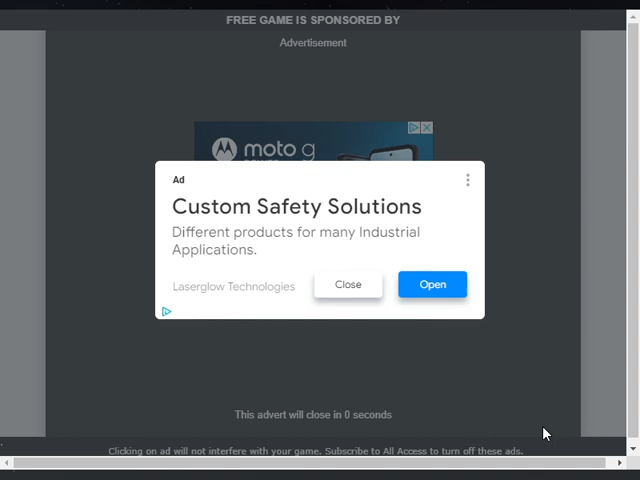 FREE GAME IS SPONSORED BY
Advertisement
moto g
Ad
Custom Safety Solutions
Different products for many Industrial
Applications.
Laserglow Technologies
Close
Open
This advert will close in 0 seconds
Clicking on ad will not interfere with your game. Subscribe to All Access to turn off these ads.